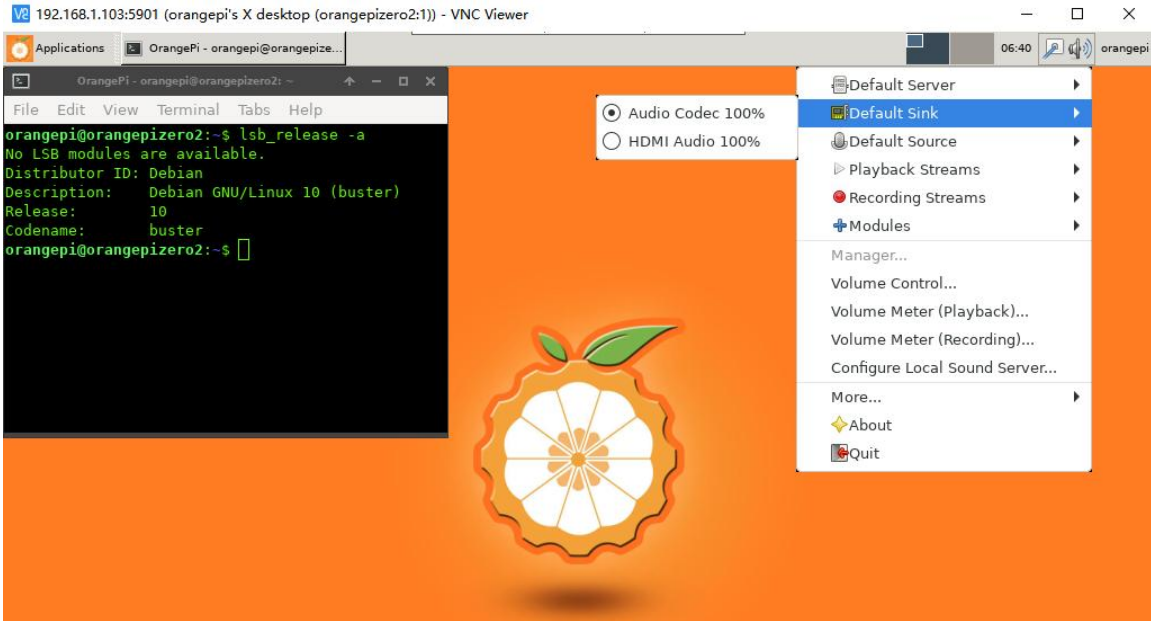 V2 192.168.1.103:5901 (orangepi's X desktop (orangepizero2:1)) - VNC Viewer
Applications
OrangePi - orangepi@orangepize...
06:40
orangepi
OrangePi - orangepi@orangepizero2: ~
File Edit View Terminal Tabs Help
orangepi@orangepizero2:~$ lsb_release -a
No LSB modules are available.
Distributor ID: Debian
Description: Debian GNU/Linux 10 (buster)
Release: 10
Codename: buster
orangepi@orangepizero2:~$
Audio Codec 100%
HDMI Audio 100%
Default Server
Default Sink
Default Source
Playback Streams
Recording Streams
Modules
Manager...
Volume Control...
Volume Meter (Playback)...
Volume Meter (Recording)...
Configure Local Sound Server...
More...
About
Quit